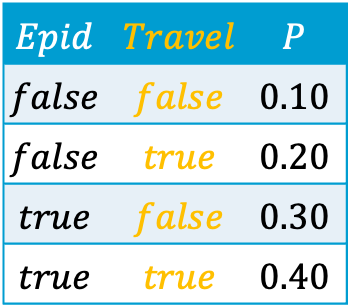 Epid Travel P
false false 0.10
false true 0.20
true false 0.30
true true 0.40